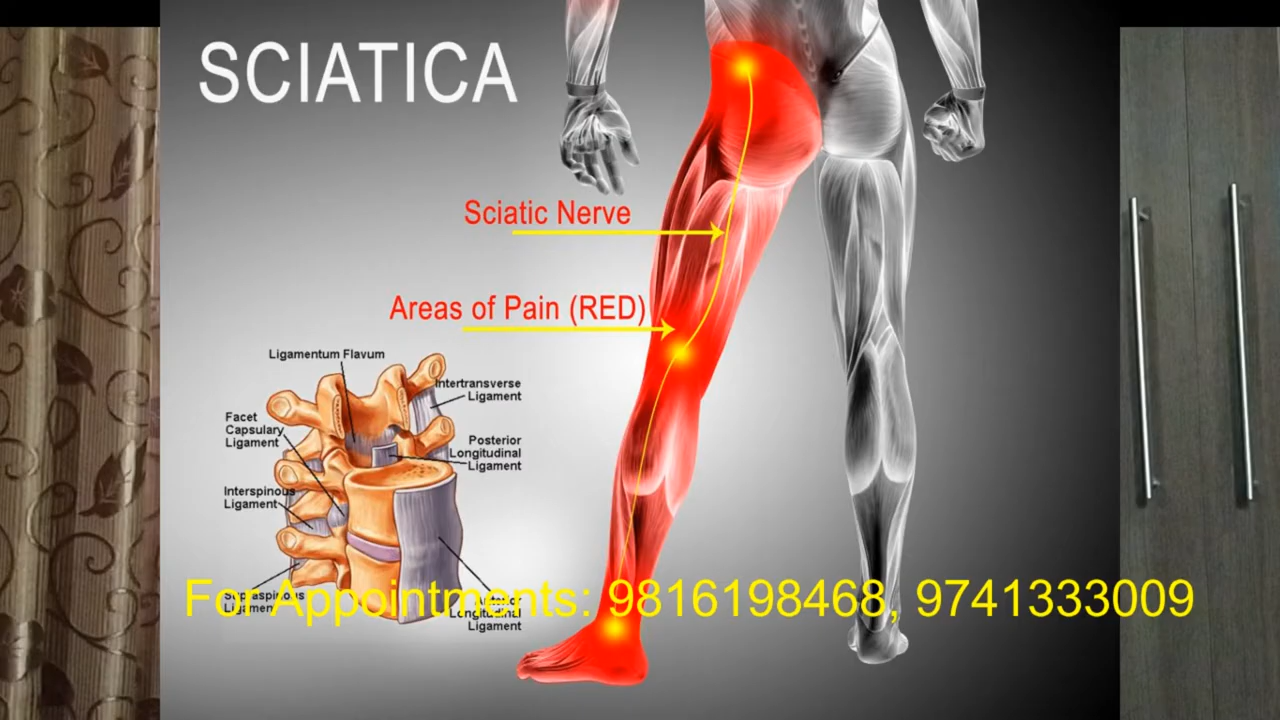 SCIATICA
Sciatic Nerve
Areas of Pain (RED)
Ligamentum Flavum
Intertransverse
Ligament
Facet
Capsulary
Ligament
Posterior
Longitudinal
Ligament
Interspinous
Ligament
Supraspinous
Ligament
Longitudinal
Ligament
For Appointments: 9816198468, 9741333009